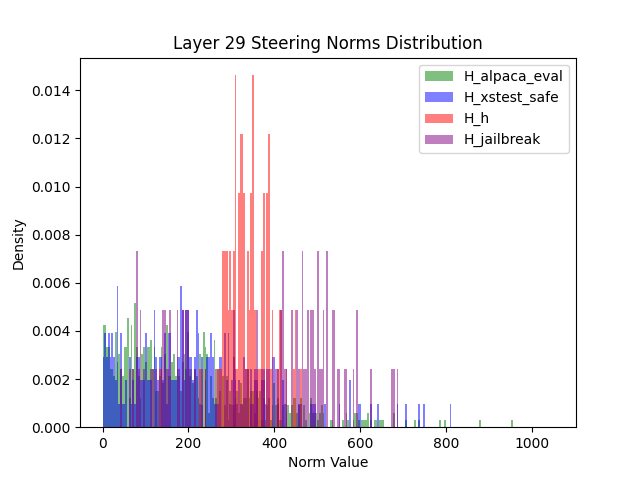 Layer 29 Steering Norms Distribution
H_alpaca_eval
H_xstest_safe
H_h
H_jailbreak
Density
0.014
0.012
0.010
0.008
0.006
0.004
0.002
0.000
0
200
400
600
800
1000
Norm Value